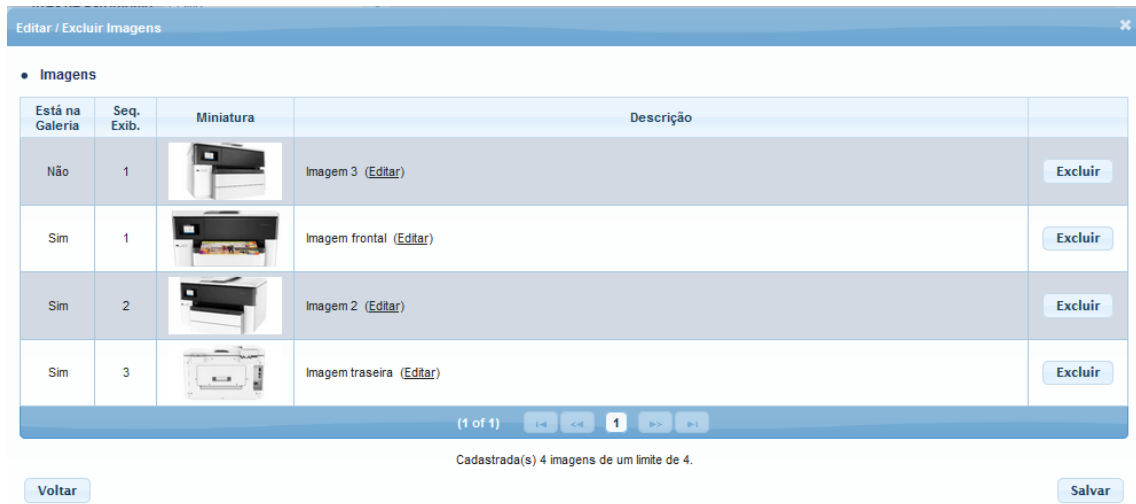 Editar / Excluir Imagens
Imagens
Está na Galeria Seq. Exib. Miniatura Descrição
Não 1 Imagem 3 (Editar) Excluir
Sim 1 Imagem frontal (Editar) Excluir
Sim 2 Imagem 2 (Editar) Excluir
Sim 3 Imagem traseira (Editar) Excluir
(1 of 1) 1
Cadastrada(s) 4 imagens de um limite de 4.
Voltar Salvar